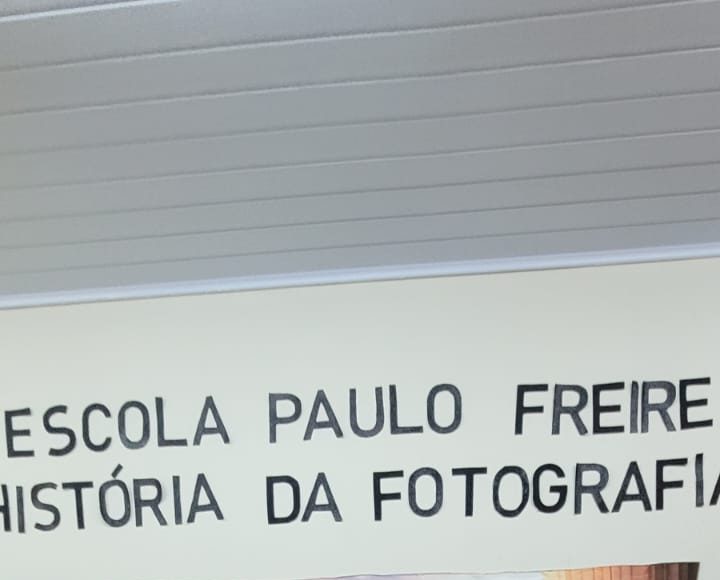 ESCOLA PAULO FREIRE
HISTÓRIA DA FOTOGRAFIA